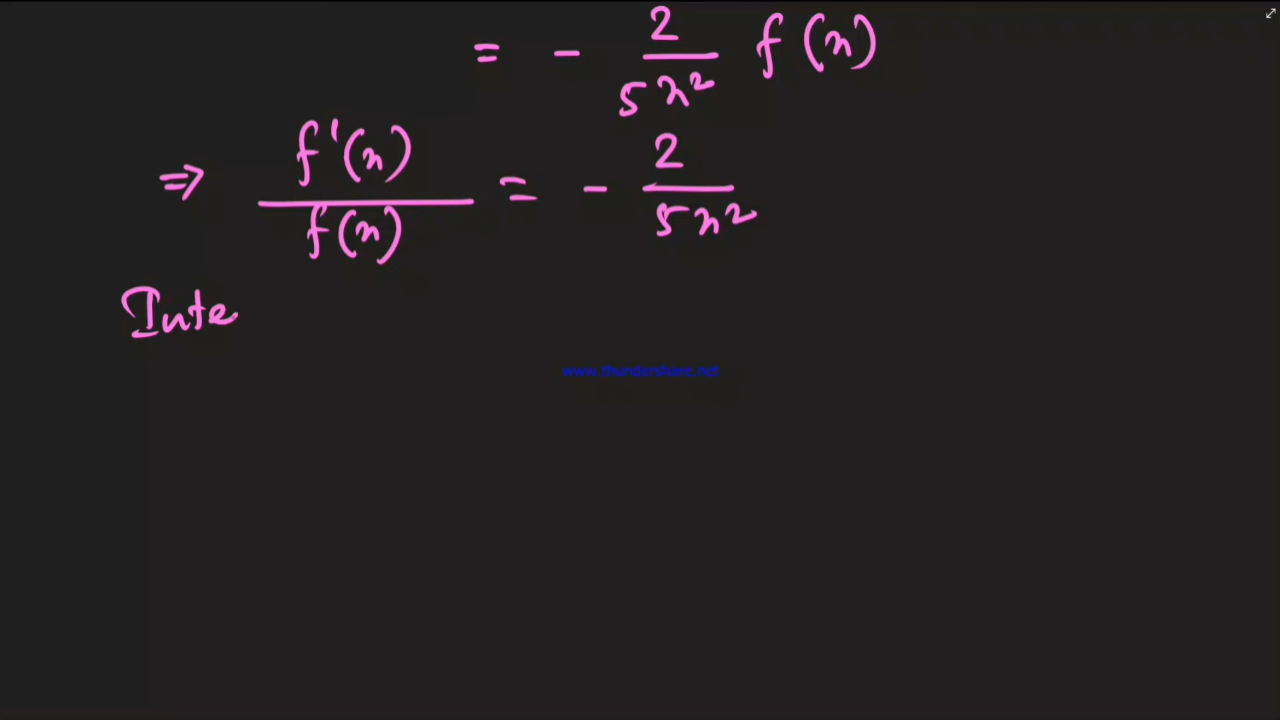 = - 2/(5x²) f(x)
⇒ f'(x)/f(x) = - 2/(5x²)
Inte
www.thundershare.net